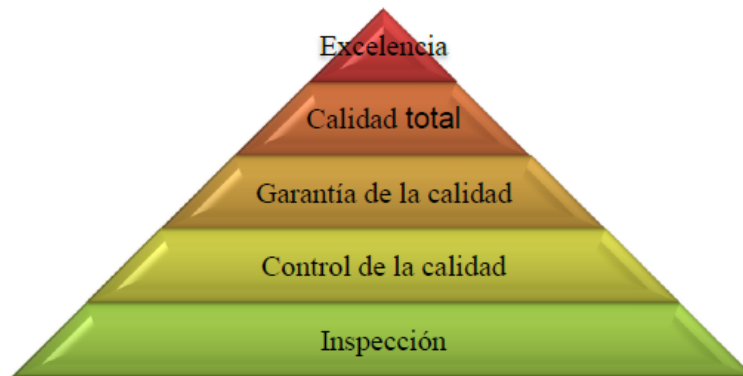 Excelencia
Calidad total
Garantía de la calidad
Control de la calidad
Inspección